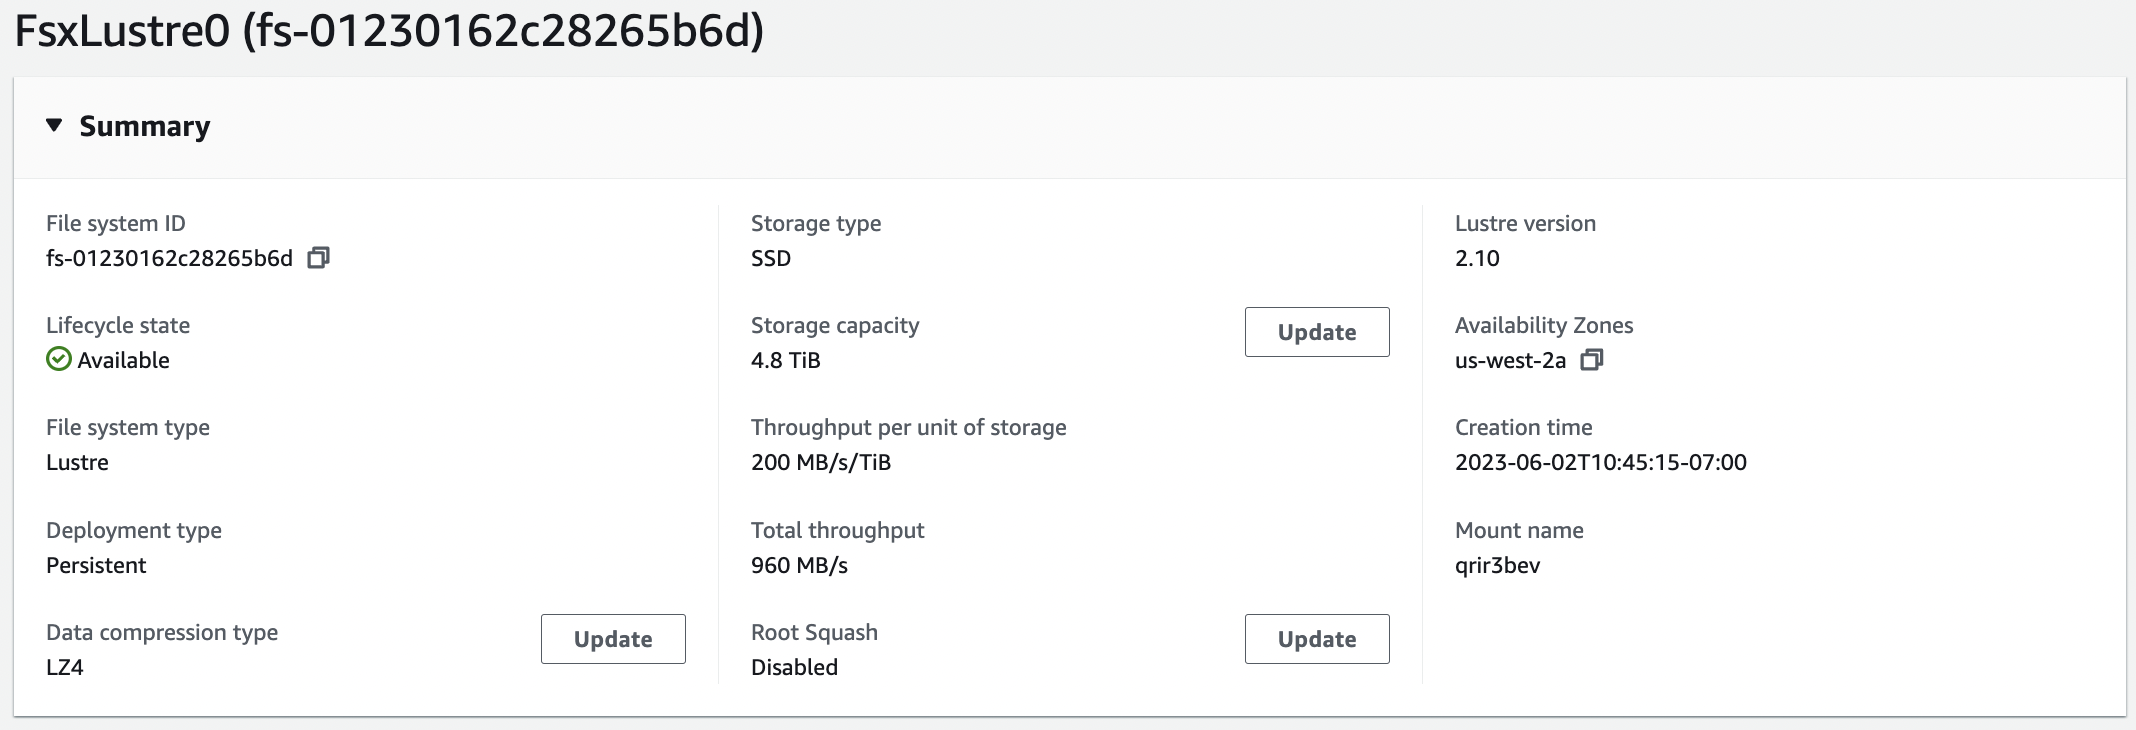 FsxLustre0 (fs-01230162c28265b6d)
Summary
File system ID
fs-01230162c28265b6d
Lifecycle state
Available
File system type
Lustre
Deployment type
Persistent
Data compression type
Update
LZ4
Storage type
SSD
Storage capacity
Update
4.8 TiB
Throughput per unit of storage
200 MB/s/TiB
Total throughput
960 MB/s
Root Squash
Update
Disabled
Lustre version
2.10
Availability Zones
us-west-2a
Creation time
2023-06-02T10:45:15-07:00
Mount name
qrir3bev